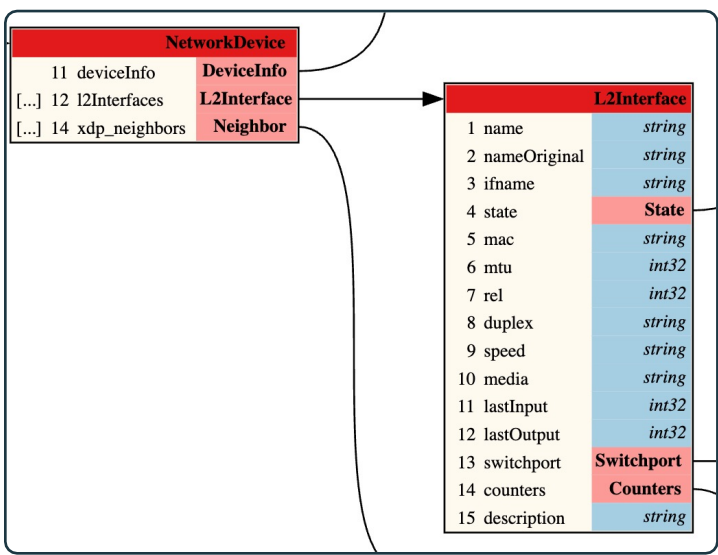 NetworkDevice
11 deviceInfo DeviceInfo
[...] 12 l2Interfaces L2Interface
[...] 14 xdp_neighbors Neighbor
L2Interface
1 name string
2 nameOriginal string
3 ifname string
4 state State
5 mac string
6 mtu int32
7 rel int32
8 duplex string
9 speed string
10 media string
11 lastInput int32
12 lastOutput int32
13 switchport Switchport
14 counters Counters
15 description string